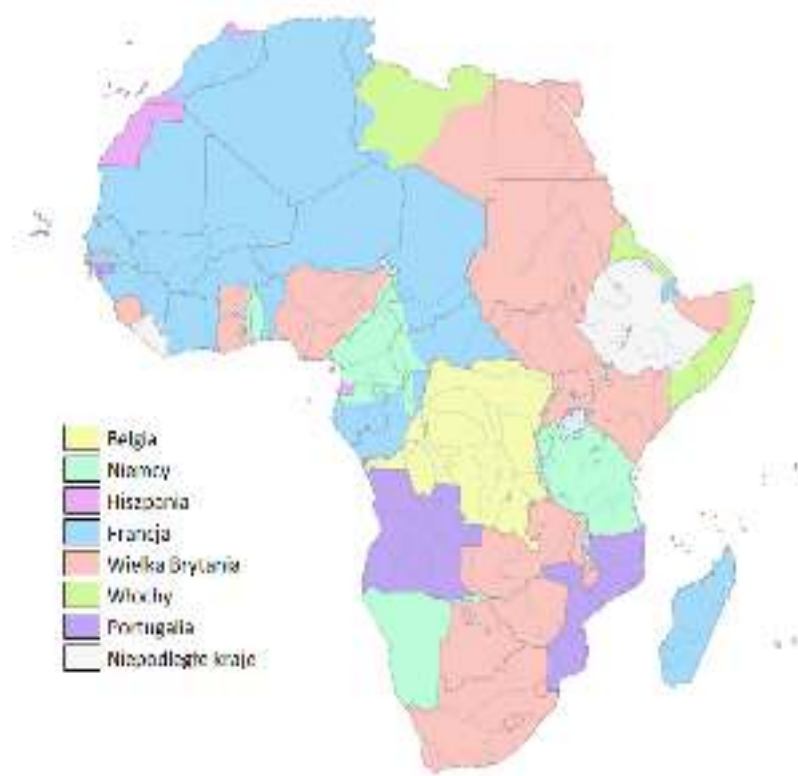 Belgia
Niemcy
Hiszpania
Francja
Wielka Brytania
Włochy
Portugalia
Niepodległe kraje